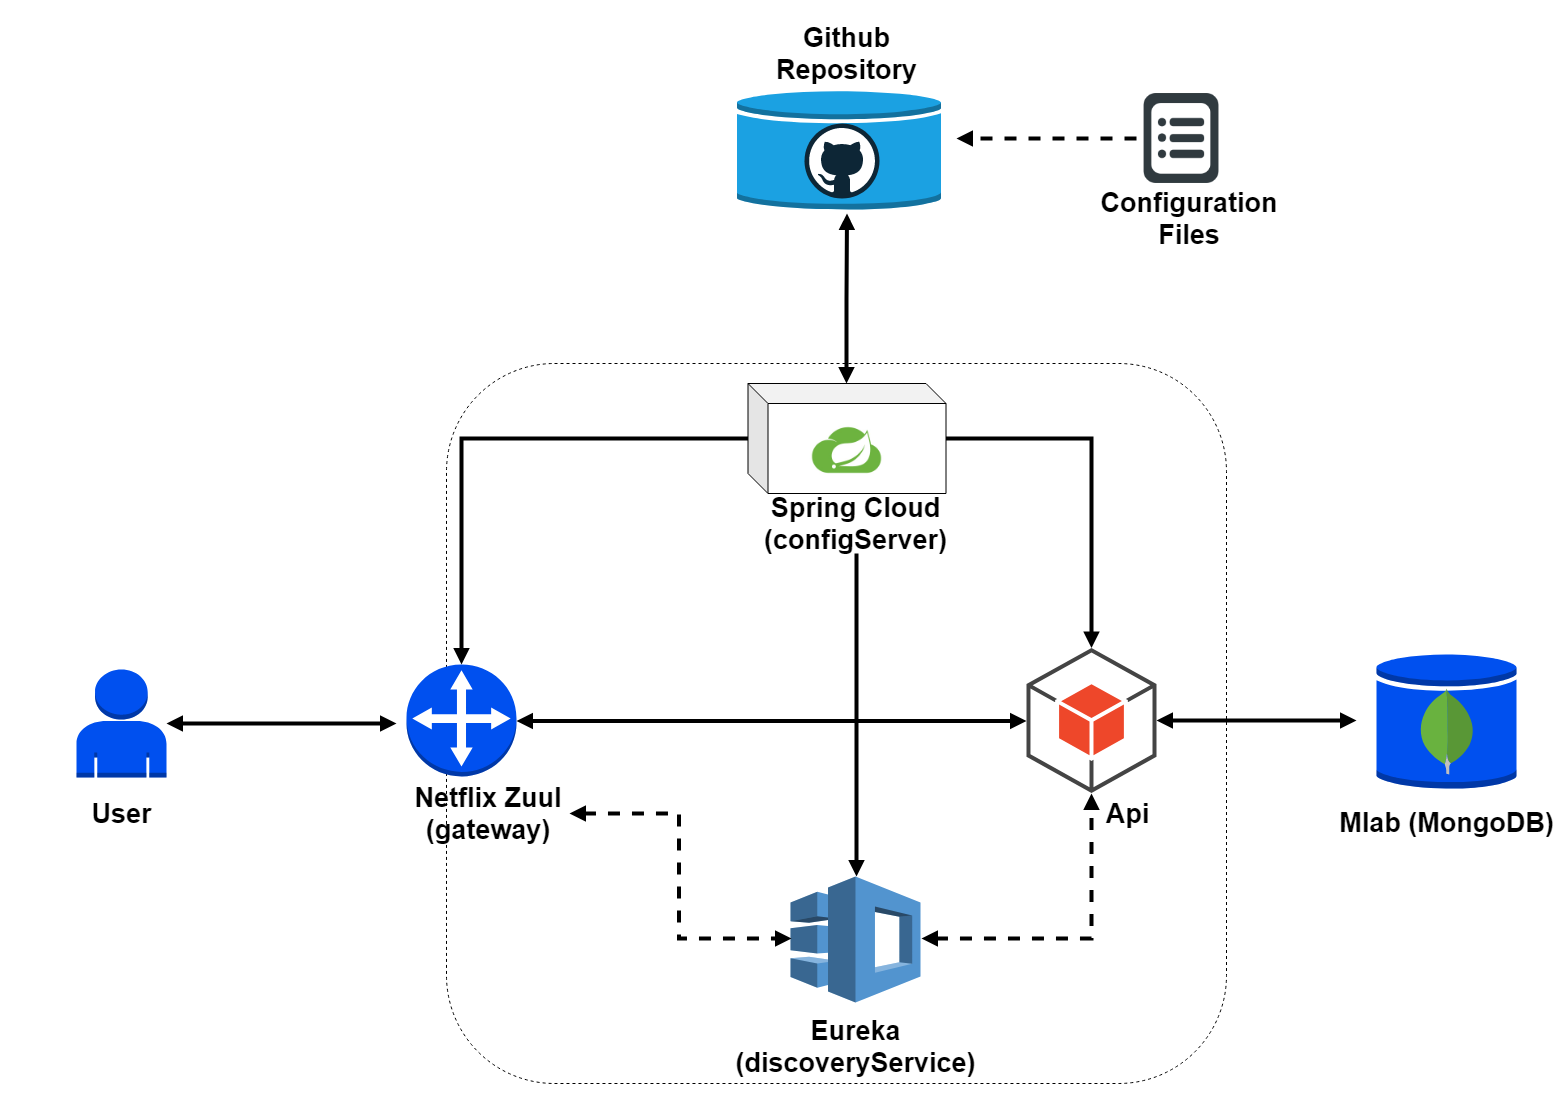 Github
Repository
Configuration
Files
Spring Cloud
(configServer)
User
Netflix Zuul
(gateway)
Api
Mlab (MongoDB)
Eureka
(discoveryService)